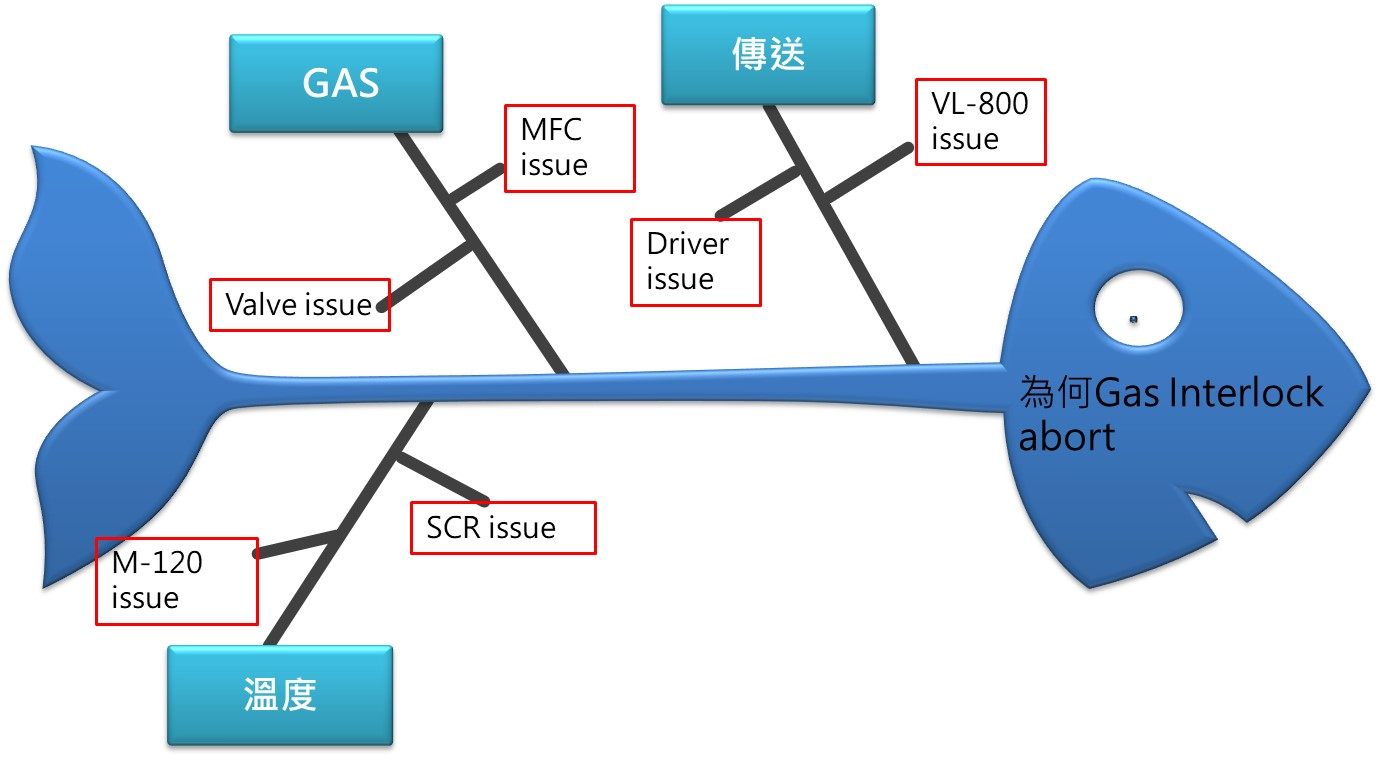 GAS
傳送
MFC
issue
VL-800
issue
Driver
issue
Valve issue
為何Gas Interlock
abort
SCR issue
M-120
issue
溫度